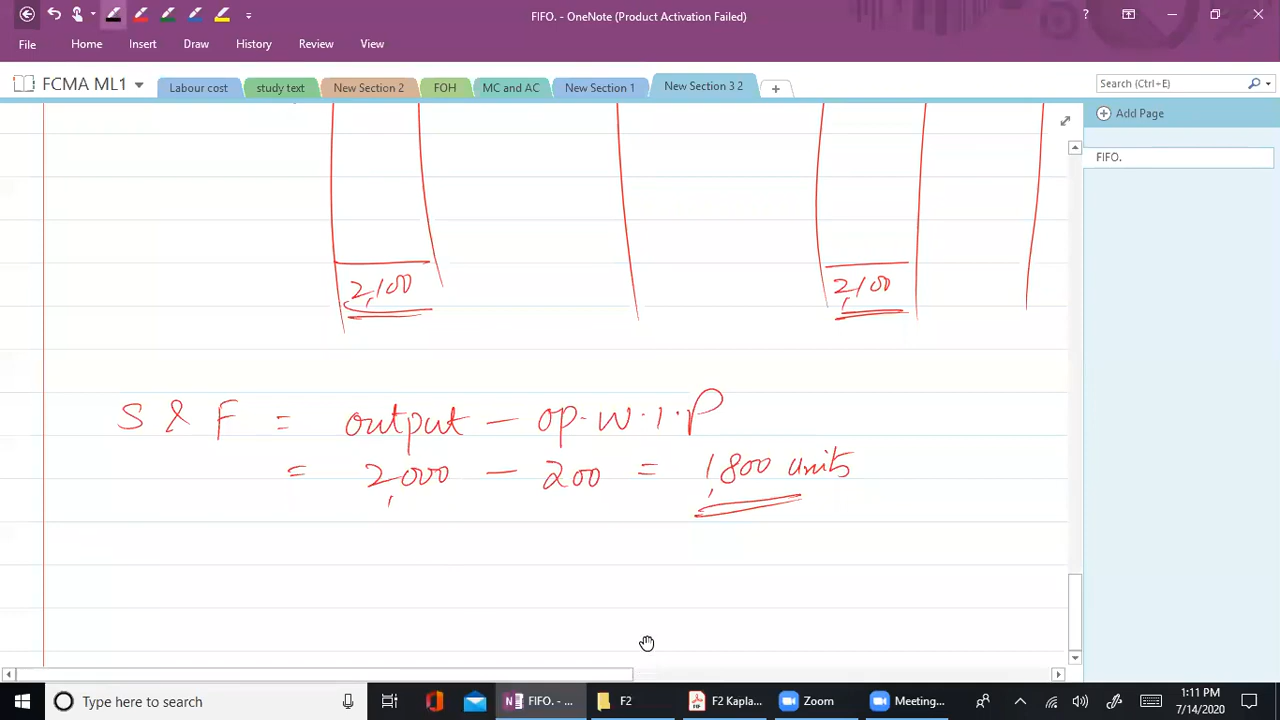 FIFO. - OneNote (Product Activation Failed)
?
File Home Insert Draw History Review View
FCMA ML1
Labour cost
study text
New Section 2
FOH
MC and AC
New Section 1
New Section 3 2
Search (Ctrl+E)
Add Page
FIFO.
2,100 2,100
S & F = output - op.W.I.P
= 2,000 - 200 = 1,800 units
Type here to search
FIFO. - ...
F2
F2 Kapla...
Zoom
Meeting...
1:11 PM
7/14/2020